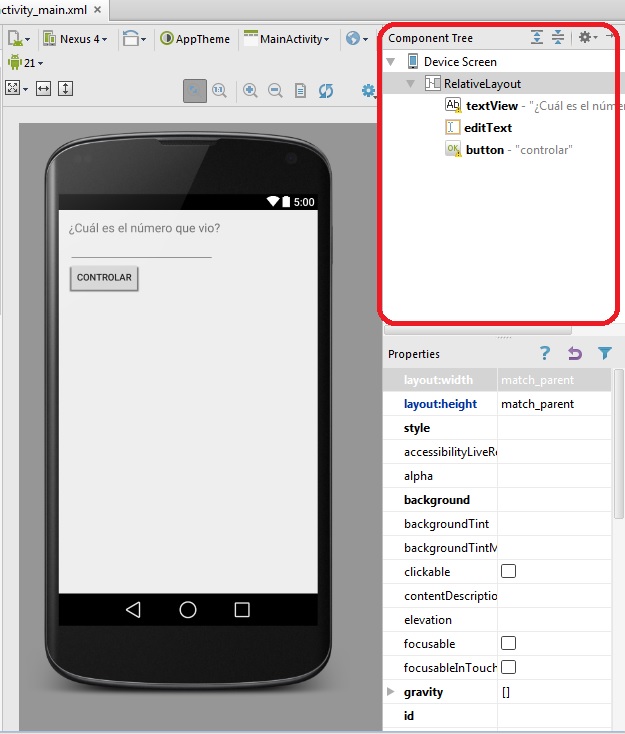 activity_main.xml
Nexus 4
AppTheme
MainActivity
21
Component Tree
Device Screen
RelativeLayout
textView - "¿Cuál es el núme
editText
button - "controlar"
5:00
¿Cuál es el número que vio?
CONTROLAR
Properties
layout:width match_parent
layout:height match_parent
style
accessibilityLiveRe
alpha
background
backgroundTint
backgroundTintM
clickable
contentDescriptio
elevation
focusable
focusableInTouch
gravity []
id